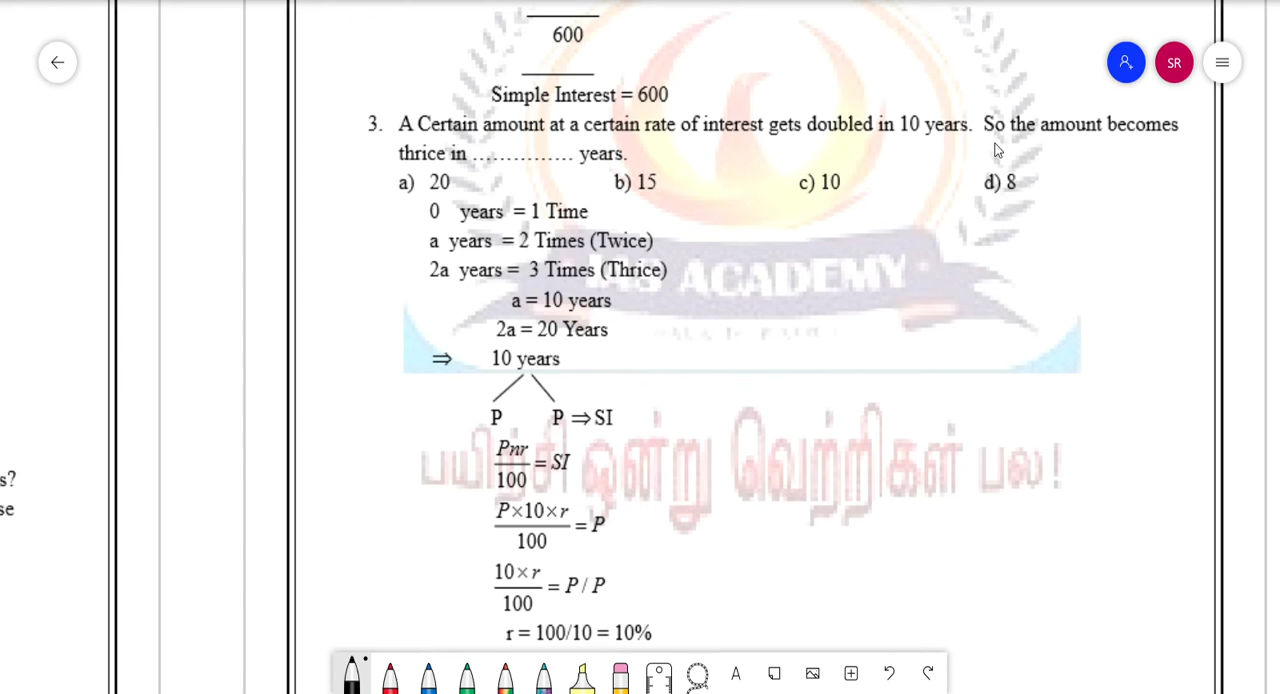 600
SR
Simple Interest = 600
3. A Certain amount at a certain rate of interest gets doubled in 10 years. So the amount becomes
thrice in …………… years.
a) 20 b) 15 c) 10 d) 8
0 years = 1 Time
a years = 2 Times (Twice)
2a years = 3 Times (Thrice)
IAS ACADEMY
a = 10 years
2a = 20 Years
⇒ 10 years
P P ⇒ SI
Pnr/100 = SI
பயிற்சி ஒன்று வெற்றிகள் பல!
s?
se
P×10×r/100 = P
10×r/100 = P / P
r = 100/10 = 10%
A